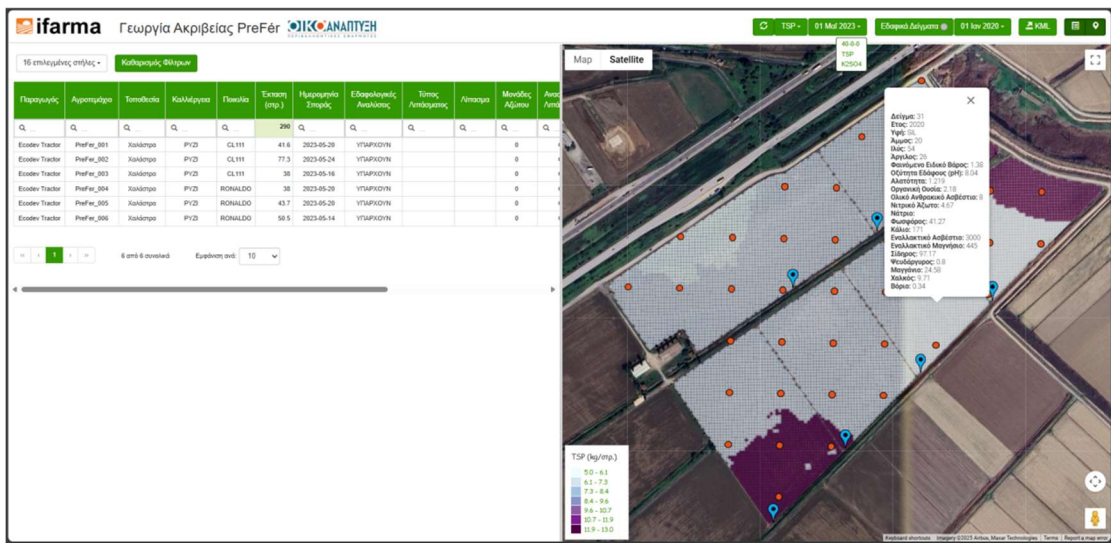 ifarma
Γεωργία Ακριβείας PreFér
ΟΙΚΟΑΝΑΠΤΥΞΗ
TSP
01 Μαΐ 2023
Εδαφικά Δείγματα
01 Ιαν 2020
KML
40-0-0
TSP
K2SO4
16 επιλεγμένες στήλες
Καθαρισμός Φίλτρων
Παραγωγός Αγροτεμάχιο Τοποθεσία Καλλιέργεια Ποικιλία Έκταση (στρ.) Ημερομηνία Σποράς Εδαφολογικές Αναλύσεις Τύπος Λιπάσματος Λίπασμα Μονάδες Αζώτου
290
Ecodev Tractor PreFer_001 Χαλάστρα ΡΥΖΙ CL111 41.6 2023-05-20 ΥΠΑΡΧΟΥΝ 0
Ecodev Tractor PreFer_002 Χαλάστρα ΡΥΖΙ CL111 77.3 2023-05-24 ΥΠΑΡΧΟΥΝ 0
Ecodev Tractor PreFer_003 Χαλάστρα ΡΥΖΙ CL111 38 2023-05-16 ΥΠΑΡΧΟΥΝ 0
Ecodev Tractor PreFer_004 Χαλάστρα ΡΥΖΙ RONALDO 38 2023-05-20 ΥΠΑΡΧΟΥΝ 0
Ecodev Tractor PreFer_005 Χαλάστρα ΡΥΖΙ RONALDO 43.7 2023-05-20 ΥΠΑΡΧΟΥΝ 0
Ecodev Tractor PreFer_006 Χαλάστρα ΡΥΖΙ RONALDO 50.5 2023-05-14 ΥΠΑΡΧΟΥΝ 0
« ‹ 1 › »
6 από 6 συνολικά
Εμφάνιση ανά: 10
Map Satellite
Δείγμα: 31
Έτος: 2020
Υφή: SiL
Άμμος: 20
Ιλύς: 54
Άργιλος: 26
Φαινόμενο Ειδικό Βάρος: 1.38
Οξύτητα Εδάφους (pH): 8.04
Αλατότητα: 1.219
Οργανική Ουσία: 2.18
Ολικό Ανθρακικό Ασβέστιο: 8
Νιτρικό Άζωτο: 4.67
Νάτριο:
Φωσφόρος: 41.27
Κάλιο: 171
Εναλλακτικό Ασβέστιο: 3000
Εναλλακτικό Μαγνήσιο: 445
Σίδηρος: 97.17
Ψευδάργυρος: 0.8
Μαγγάνιο: 24.58
Χαλκός: 9.71
Βόριο: 0.34
TSP (kg/στρ.)
5.0 - 6.1
6.1 - 7.3
7.3 - 8.4
8.4 - 9.6
9.6 - 10.7
10.7 - 11.9
11.9 - 13.0
Keyboard shortcuts Imagery ©2025 Airbus, Maxar Technologies Terms Report a map error